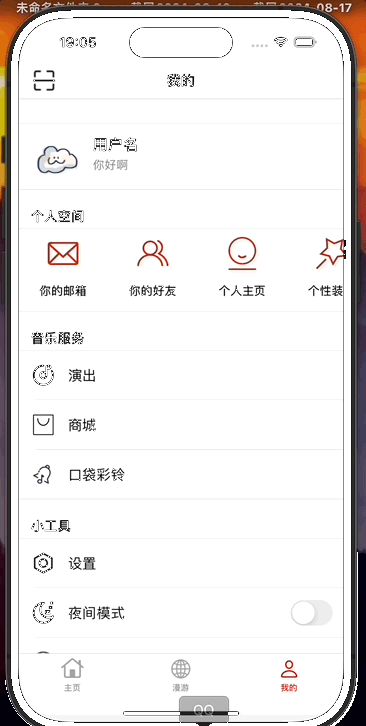 19:05
我的
用户名
你好啊
个人空间
你的邮箱 你的好友 个人主页 个性装
音乐服务
演出
商城
口袋彩铃
小工具
设置
夜间模式
主页 漫游 我的
QQ